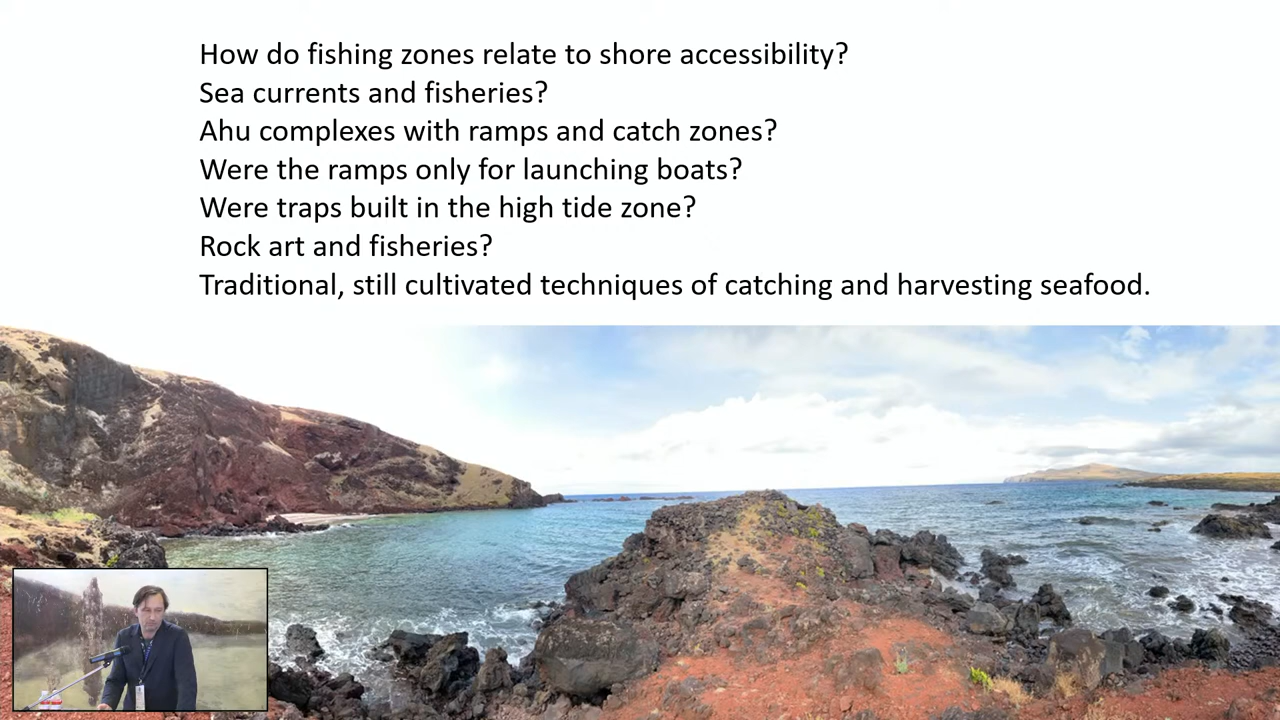 How do fishing zones relate to shore accessibility?
Sea currents and fisheries?
Ahu complexes with ramps and catch zones?
Were the ramps only for launching boats?
Were traps built in the high tide zone?
Rock art and fisheries?
Traditional, still cultivated techniques of catching and harvesting seafood.